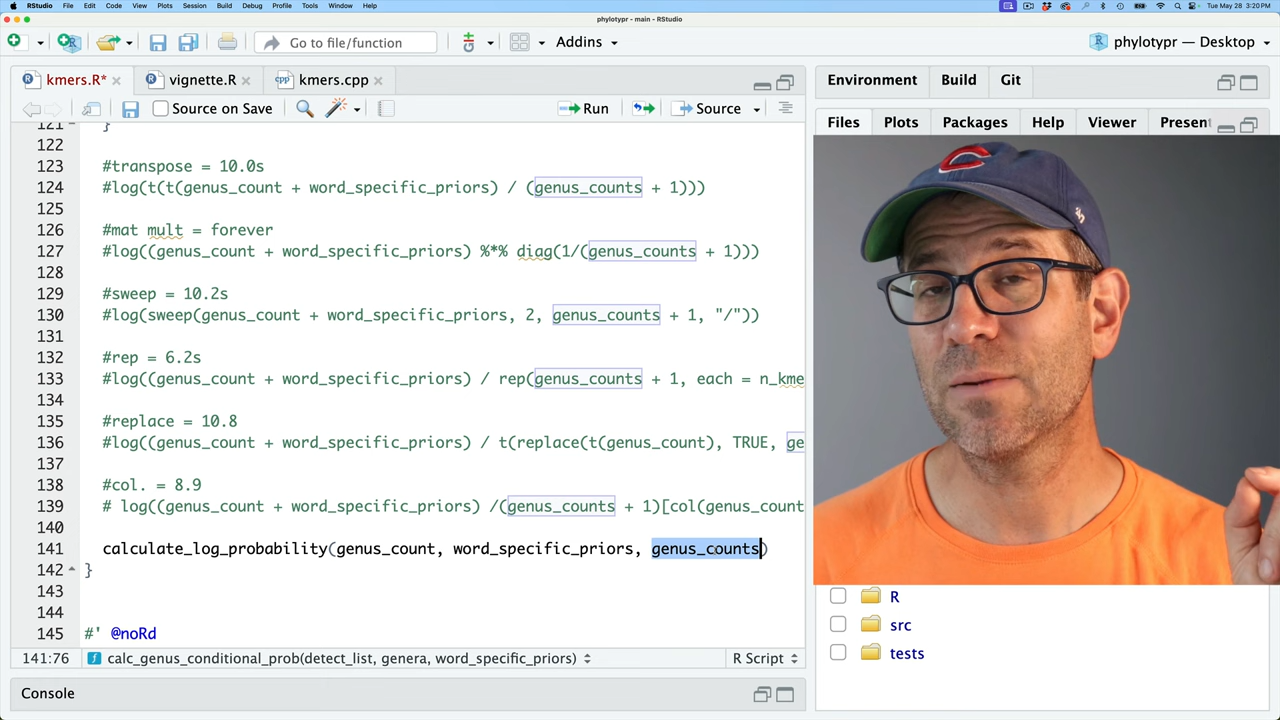 RStudio File Edit Code View Plots Session Build Debug Profile Tools Window Help Tue May 28 3:20 PM
phylotypr - main - RStudio
Go to file/function Addins phylotypr — Desktop
kmers.R* vignette.R kmers.cpp Environment Build Git
Source on Save Run Source Files Plots Packages Help Viewer Present
121 }
122
123 #transpose = 10.0s
124 #log(t(t(genus_count + word_specific_priors) / (genus_counts + 1)))
125
126 #mat mult = forever
127 #log((genus_count + word_specific_priors) %*% diag(1/(genus_counts + 1)))
128
129 #sweep = 10.2s
130 #log(sweep(genus_count + word_specific_priors, 2, genus_counts + 1, "/"))
131
132 #rep = 6.2s
133 #log((genus_count + word_specific_priors) / rep(genus_counts + 1, each = n_kme
134
135 #replace = 10.8
136 #log((genus_count + word_specific_priors) / t(replace(t(genus_count), TRUE, ge
137
138 #col. = 8.9
139 # log((genus_count + word_specific_priors) /(genus_counts + 1)[col(genus_count
140
141 calculate_log_probability(genus_count, word_specific_priors, genus_counts)
142 }
143
144
145 #' @noRd
R
src
tests
141:76 calc_genus_conditional_prob(detect_list, genera, word_specific_priors) R Script
Console